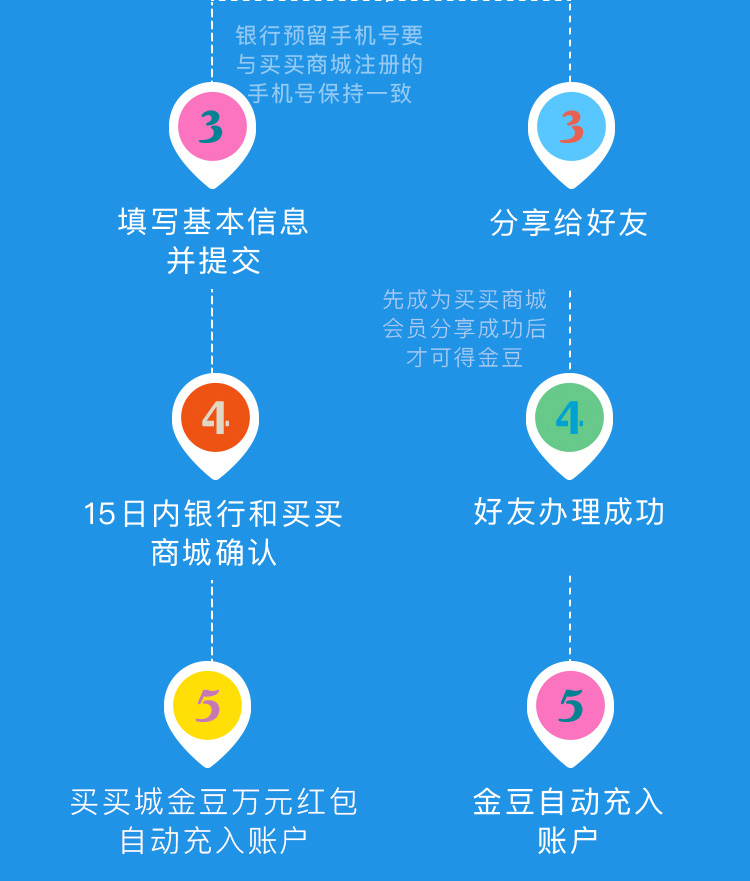 银行预留手机号要
与买买商城注册的
手机号保持一致
3
3
填写基本信息
并提交
分享给好友
先成为买买商城
会员分享成功后
才可得金豆
4
4
15日内银行和买买
商城确认
好友办理成功
5
5
买买城金豆万元红包
自动充入账户
金豆自动充入
账户